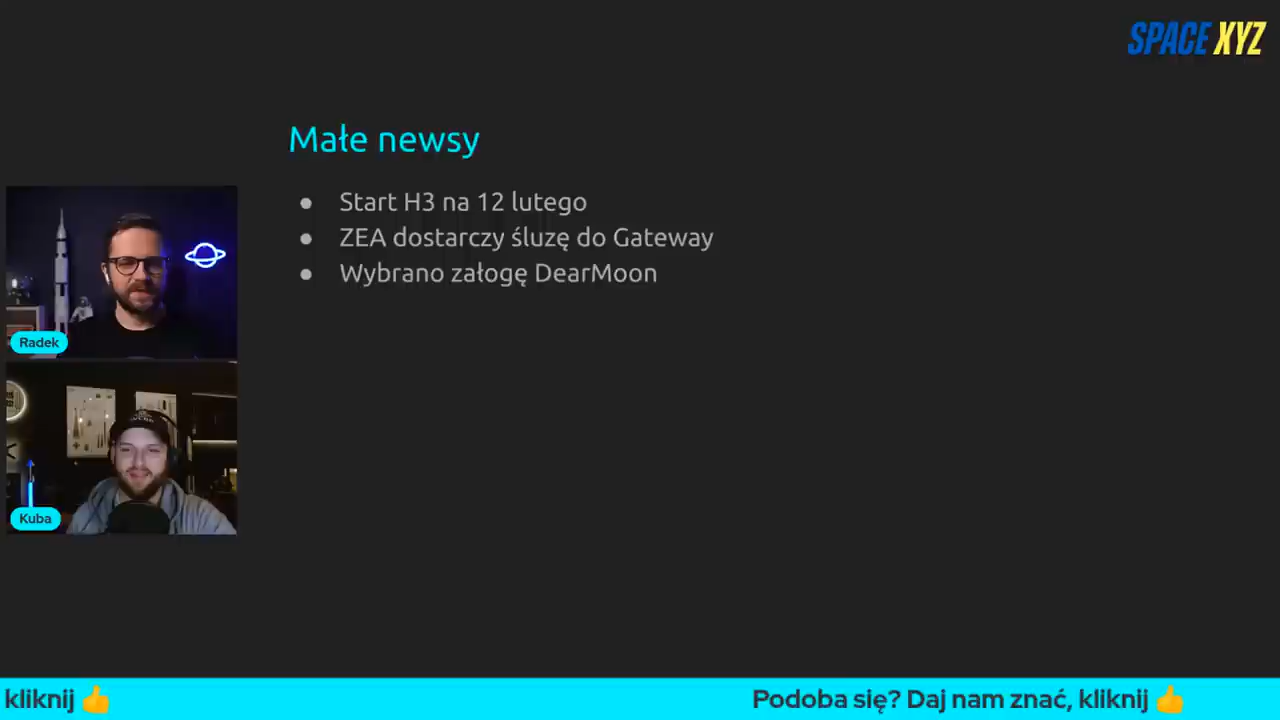 SPACE XYZ
Małe newsy
● Start H3 na 12 lutego
● ZEA dostarczy śluzę do Gateway
● Wybrano załogę DearMoon
Radek
Kuba
kliknij 👍 Podoba się? Daj nam znać, kliknij 👍